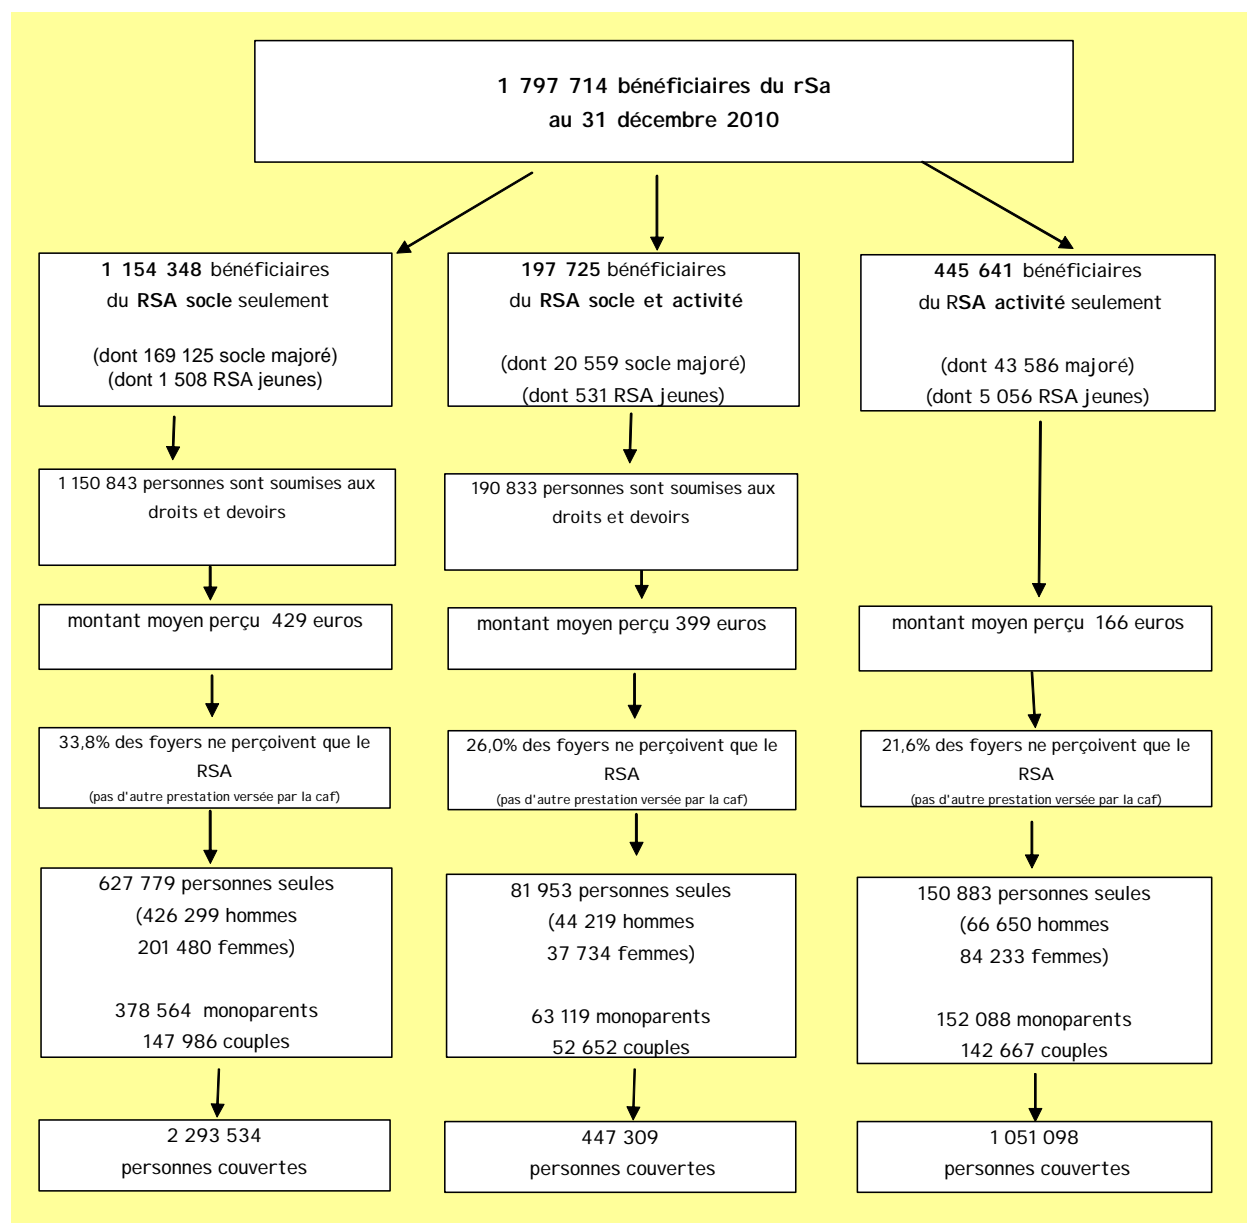 1 797 714 bénéficiaires du rSa
au 31 décembre 2010
1 154 348 bénéficiaires
du RSA socle seulement
(dont 169 125 socle majoré)
(dont 1 508 RSA jeunes)
197 725 bénéficiaires
du RSA socle et activité
(dont 20 559 socle majoré)
(dont 531 RSA jeunes)
445 641 bénéficiaires
du RSA activité seulement
(dont 43 586 majoré)
(dont 5 056 RSA jeunes)
1 150 843 personnes sont soumises aux
droits et devoirs
190 833 personnes sont soumises aux
droits et devoirs
montant moyen perçu 429 euros
montant moyen perçu 399 euros
montant moyen perçu 166 euros
33,8% des foyers ne perçoivent que le
RSA
(pas d'autre prestation versée par la caf)
26,0% des foyers ne perçoivent que le
RSA
(pas d'autre prestation versée par la caf)
21,6% des foyers ne perçoivent que le
RSA
(pas d'autre prestation versée par la caf)
627 779 personnes seules
(426 299 hommes
201 480 femmes)
378 564 monoparents
147 986 couples
81 953 personnes seules
(44 219 hommes
37 734 femmes)
63 119 monoparents
52 652 couples
150 883 personnes seules
(66 650 hommes
84 233 femmes)
152 088 monoparents
142 667 couples
2 293 534
personnes couvertes
447 309
personnes couvertes
1 051 098
personnes couvertes